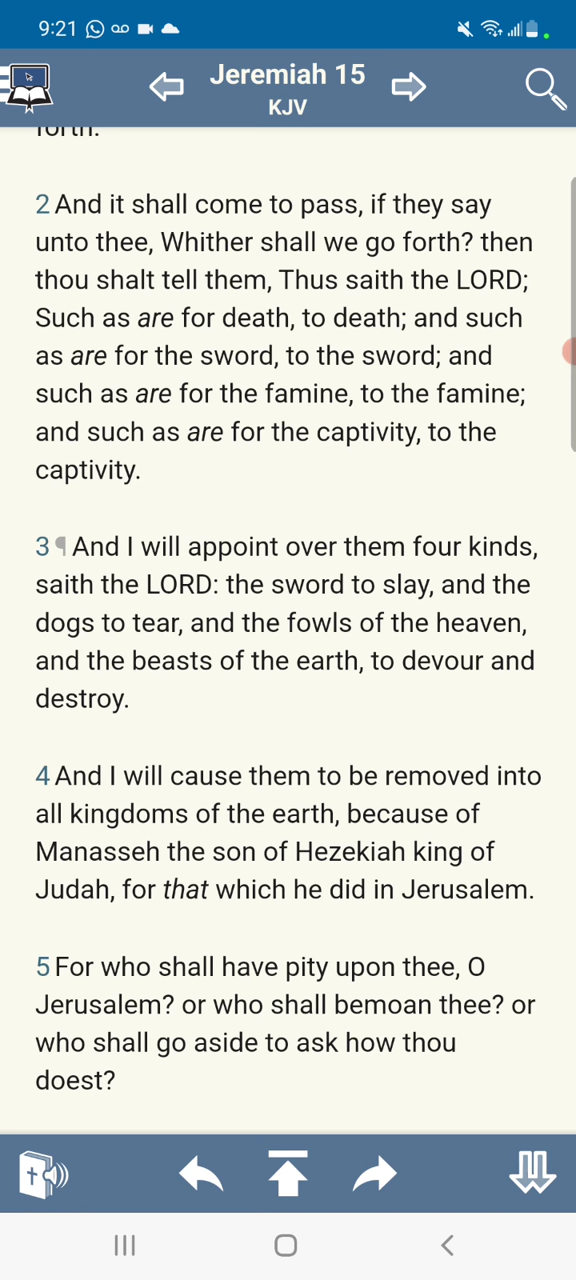 9:21
Jeremiah 15
KJV
forth.
2 And it shall come to pass, if they say
unto thee, Whither shall we go forth? then
thou shalt tell them, Thus saith the LORD;
Such as are for death, to death; and such
as are for the sword, to the sword; and
such as are for the famine, to the famine;
and such as are for the captivity, to the
captivity.
3 ¶ And I will appoint over them four kinds,
saith the LORD: the sword to slay, and the
dogs to tear, and the fowls of the heaven,
and the beasts of the earth, to devour and
destroy.
4 And I will cause them to be removed into
all kingdoms of the earth, because of
Manasseh the son of Hezekiah king of
Judah, for that which he did in Jerusalem.
5 For who shall have pity upon thee, O
Jerusalem? or who shall bemoan thee? or
who shall go aside to ask how thou
doest?